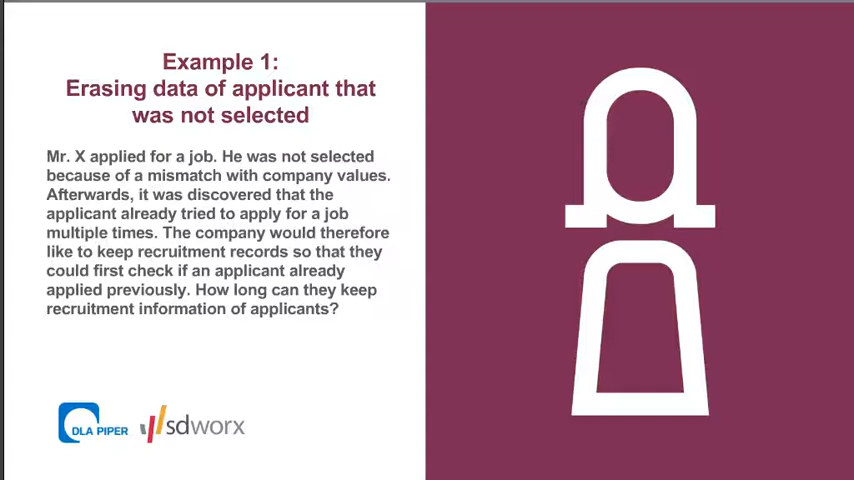 Example 1:
Erasing data of applicant that
was not selected
Mr. X applied for a job. He was not selected
because of a mismatch with company values.
Afterwards, it was discovered that the
applicant already tried to apply for a job
multiple times. The company would therefore
like to keep recruitment records so that they
could first check if an applicant already
applied previously. How long can they keep
recruitment information of applicants?
DLA PIPER
sdworx